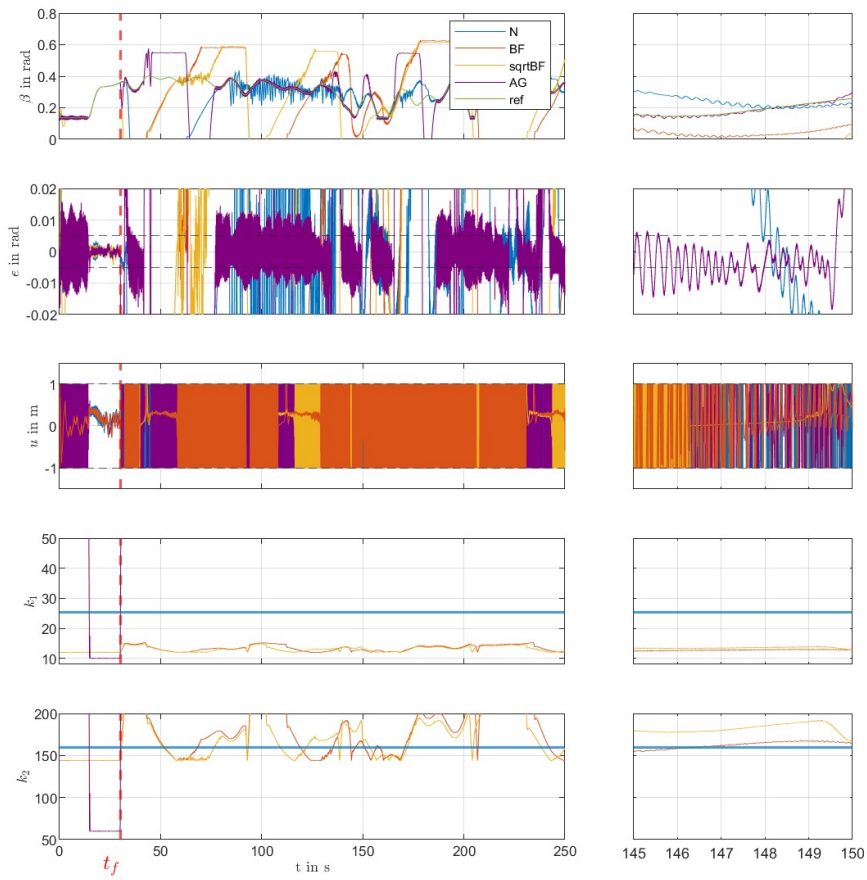 0.8
0.6
0.4
0.2
0
β in rad
N
BF
sqrtBF
AG
ref
0.02
0.01
0
-0.01
-0.02
ϵ in rad
1
0
-1
u in m
50
40
30
20
10
k₁
200
150
100
50
k₂
0 50 100 150 200 250
145 146 147 148 149 150
t_f
t in s